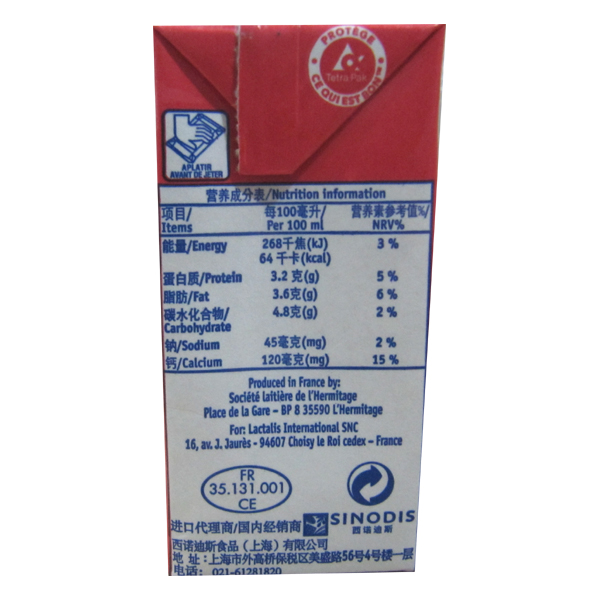 PROTÈGE
Tetra Pak
CE QUI EST BON™
APLATIR
AVANT DE JETER
营养成分表/Nutrition information
项目/ 每100毫升/ 营养素参考值%/
Items Per 100 ml NRV%
能量/Energy 268千焦(kJ) 3 %
64 千卡(kcal)
蛋白质/Protein 3.2 克(g) 5 %
脂肪/Fat 3.6克(g) 6 %
碳水化合物/ 4.8克(g) 2 %
Carbohydrate
钠/Sodium 45毫克(mg) 2 %
钙/Calcium 120毫克(mg) 15 %
Produced in France by:
Société laitière de l'Hermitage
Place de la Gare – BP 8 35590 L'Hermitage
For: Lactalis International SNC
16, av. J. Jaurès - 94607 Choisy le Roi cedex – France
FR
35.131.001
CE
进口代理商/国内经销商 SINODIS
西诺迪斯
西诺迪斯食品（上海）有限公司
地 址：上海市外高桥保税区美盛路56号4号楼一层
电话： 021-61281820